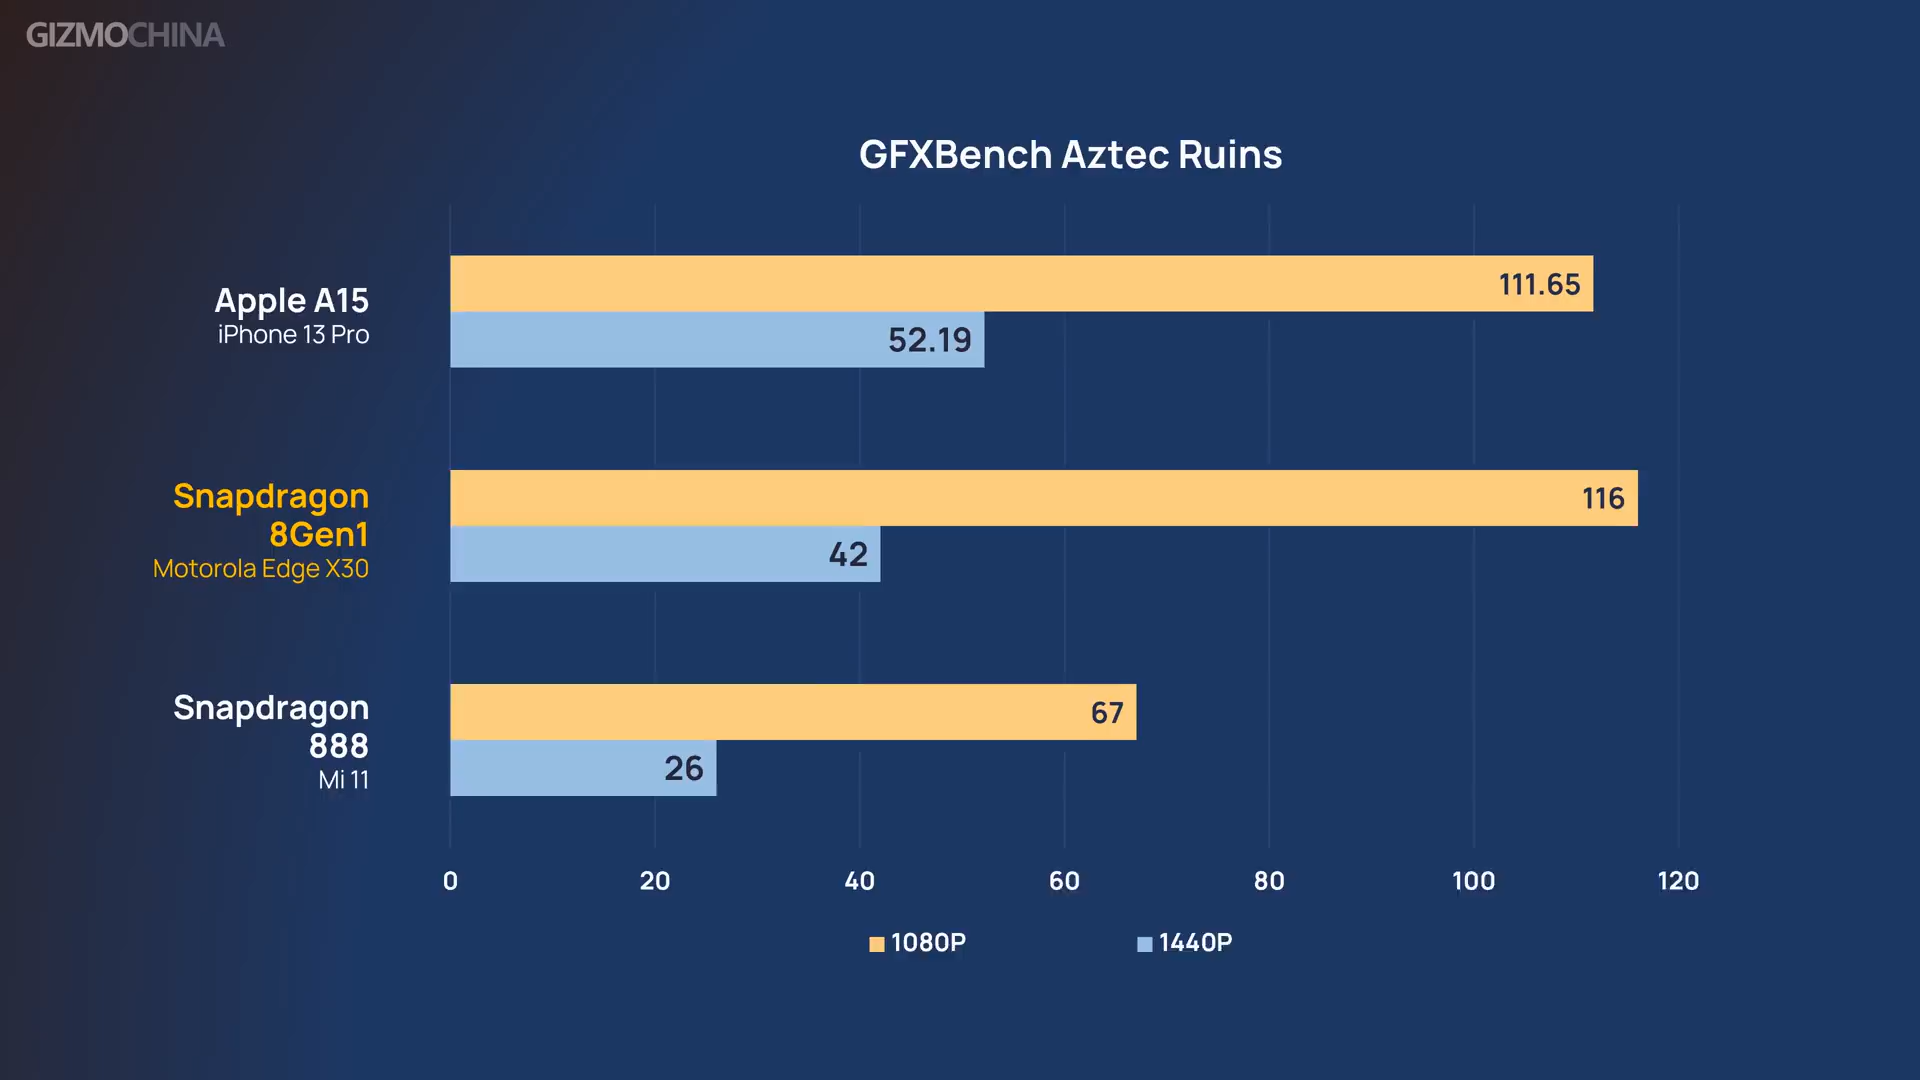 GIZMOCHINA
GFXBench Aztec Ruins
Apple A15
iPhone 13 Pro
111.65
52.19
Snapdragon
8Gen1
Motorola Edge X30
116
42
Snapdragon
888
Mi 11
67
26
0 20 40 60 80 100 120
1080P 1440P